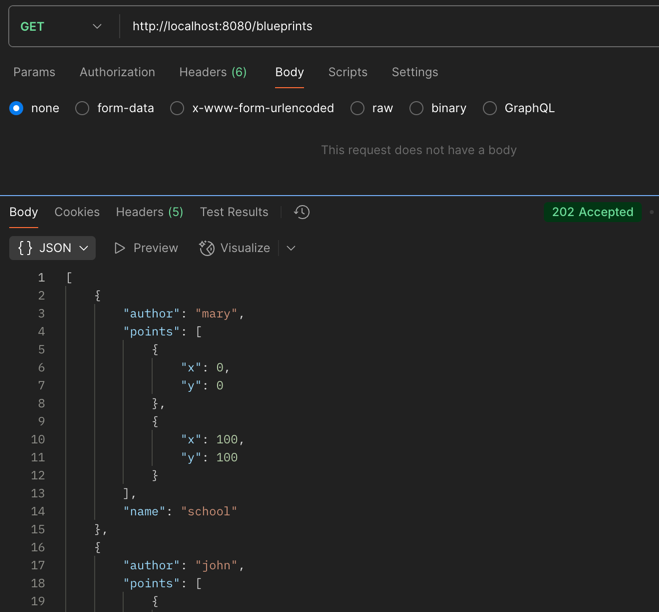 GET http://localhost:8080/blueprints
Params Authorization Headers (6) Body Scripts Settings
none form-data x-www-form-urlencoded raw binary GraphQL
This request does not have a body
Body Cookies Headers (5) Test Results 202 Accepted
{} JSON Preview Visualize
1 [
2 {
3 "author": "mary",
4 "points": [
5 {
6 "x": 0,
7 "y": 0
8 },
9 {
10 "x": 100,
11 "y": 100
12 }
13 ],
14 "name": "school"
15 },
16 {
17 "author": "john",
18 "points": [
19 {